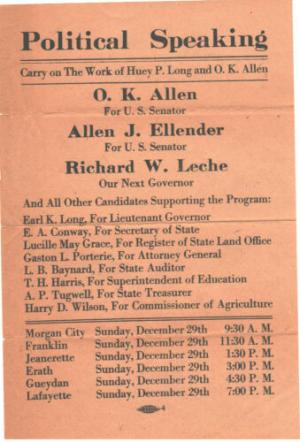 Political Speaking
Carry on The Work of Huey P. Long and O. K. Allen
O. K. Allen
For U. S. Senator
Allen J. Ellender
For U. S. Senator
Richard W. Leche
Our Next Governor
And All Other Candidates Supporting the Program:
Earl K. Long, For Lieutenant Governor
E. A. Conway, For Secretary of State
Lucille May Grace, For Register of State Land Office
Gaston L. Porterie, For Attorney General
L. B. Baynard, For State Auditor
T. H. Harris, For Superintendent of Education
A. P. Tugwell, For State Treasurer
Harry D. Wilson, For Commissioner of Agriculture
Morgan City Sunday, December 29th 9:30 A. M.
Franklin Sunday, December 29th 11:30 A. M.
Jeanerette Sunday, December 29th 1:30 P. M.
Erath Sunday, December 29th 3:00 P. M.
Gueydan Sunday, December 29th 4:30 P. M.
Lafayette Sunday, December 29th 7:00 P. M.
4